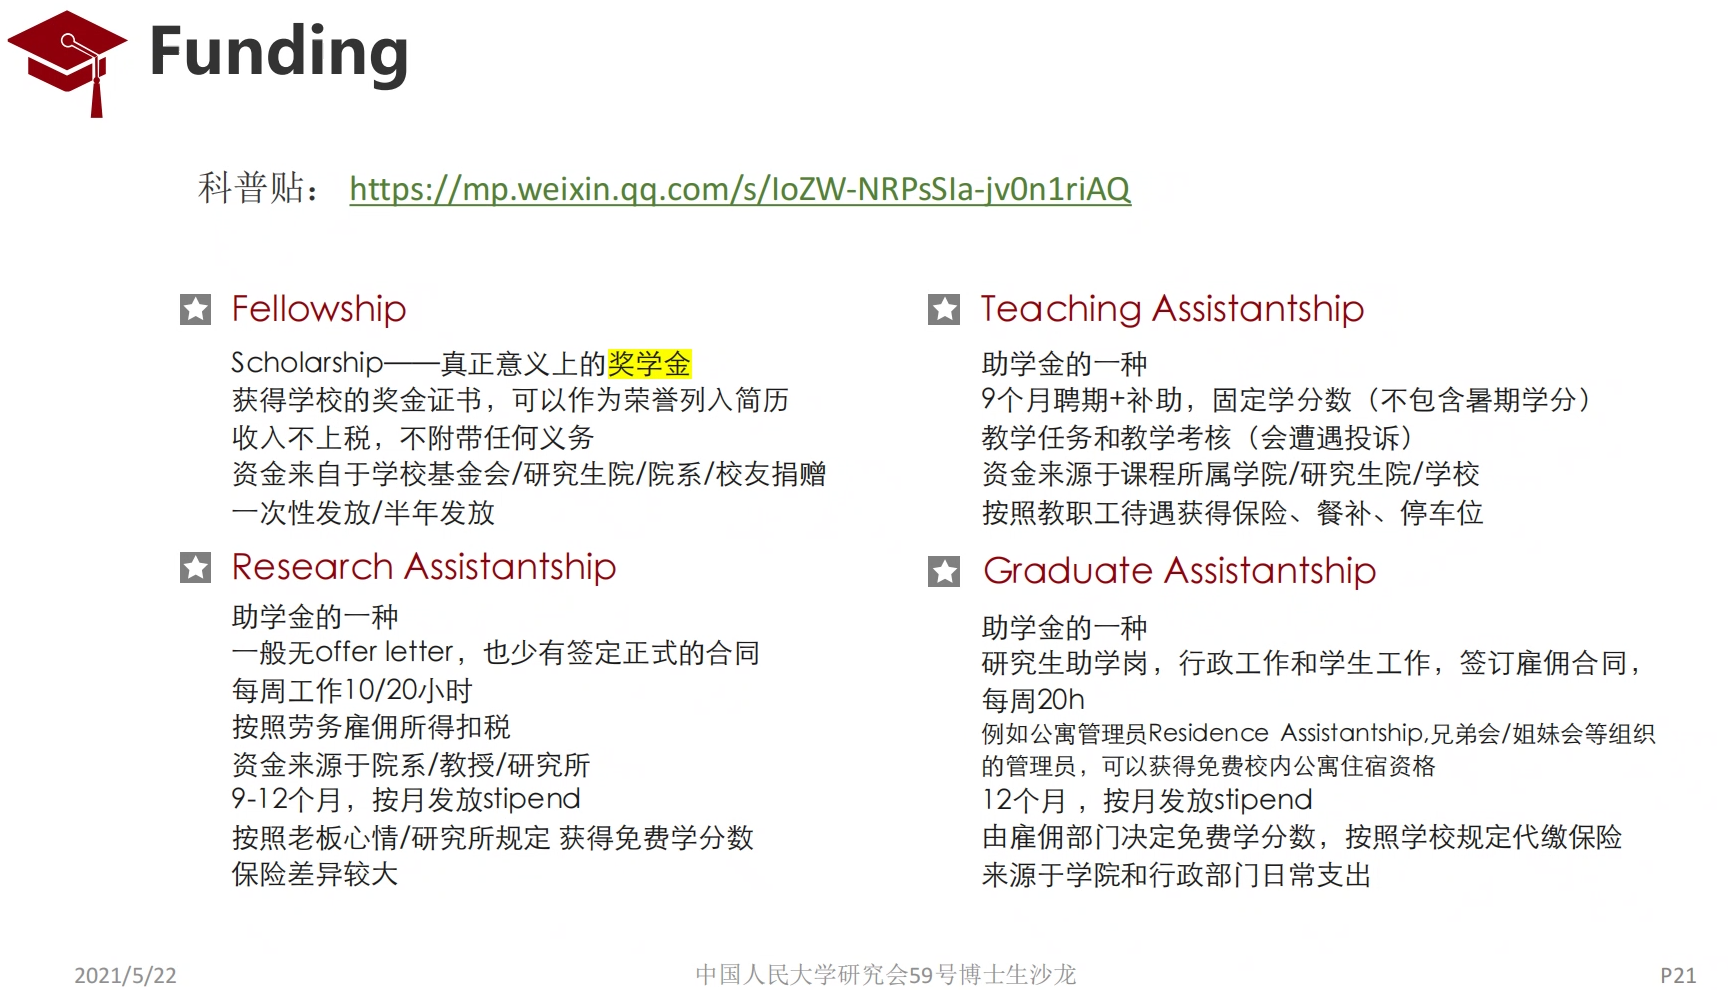 Funding
科普贴： https://mp.weixin.qq.com/s/IoZW-NRPsSIa-jv0n1riAQ
Fellowship
Scholarship——真正意义上的奖学金
获得学校的奖金证书，可以作为荣誉列入简历
收入不上税，不附带任何义务
资金来自于学校基金会/研究生院/院系/校友捐赠
一次性发放/半年发放
Research Assistantship
助学金的一种
一般无offer letter，也少有签定正式的合同
每周工作10/20小时
按照劳务雇佣所得扣税
资金来源于院系/教授/研究所
9-12个月，按月发放stipend
按照老板心情/研究所规定 获得免费学分数
保险差异较大
Teaching Assistantship
助学金的一种
9个月聘期+补助，固定学分数（不包含暑期学分）
教学任务和教学考核（会遭遇投诉）
资金来源于课程所属学院/研究生院/学校
按照教职工待遇获得保险、餐补、停车位
Graduate Assistantship
助学金的一种
研究生助学岗，行政工作和学生工作，签订雇佣合同，
每周20h
例如公寓管理员Residence Assistantship,兄弟会/姐妹会等组织
的管理员，可以获得免费校内公寓住宿资格
12个月 ，按月发放stipend
由雇佣部门决定免费学分数，按照学校规定代缴保险
来源于学院和行政部门日常支出
2021/5/22
中国人民大学研究会59号博士生沙龙
P21